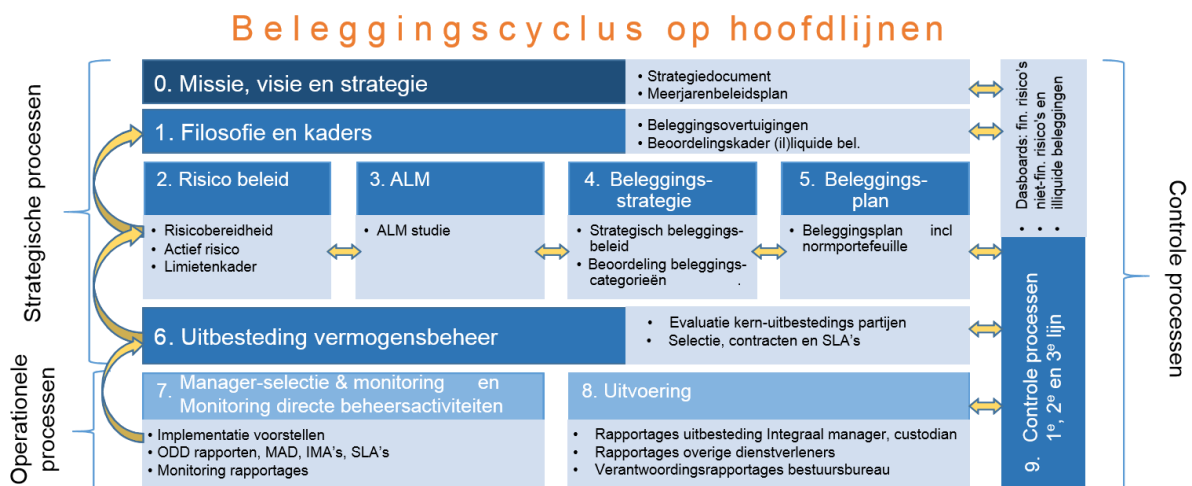 Beleggingscyclus op hoofdlijnen
Strategische processen
Operationele
processen
0. Missie, visie en strategie
• Strategiedocument
• Meerjarenbeleidsplan
1. Filosofie en kaders
• Beleggingsovertuigingen
• Beoordelingskader (il)liquide bel.
2. Risico beleid
• Risicobereidheid
• Actief risico
• Limietenkader
3. ALM
• ALM studie
4. Beleggings-
strategie
• Strategisch beleggings-
beleid
• Beoordeling beleggings-
categorieën .
5. Beleggings-
plan
• Beleggingsplan incl
normportefeuille
6. Uitbesteding vermogensbeheer
• Evaluatie kern-uitbestedings partijen
• Selectie, contracten en SLA's
7. Manager-selectie & monitoring en
Monitoring directe beheersactiviteiten
• Implementatie voorstellen
• ODD rapporten, MAD, IMA's, SLA's
• Monitoring rapportages
8. Uitvoering
• Rapportages uitbesteding Integraal manager, custodian
• Rapportages overige dienstverleners
• Verantwoordingsrapportages bestuursbureau
• Dasboards: fin. risico's
• niet-fin. risico's en
• illiquide beleggingen
9. Controle processen
1e, 2e en 3e lijn
Controle
processen